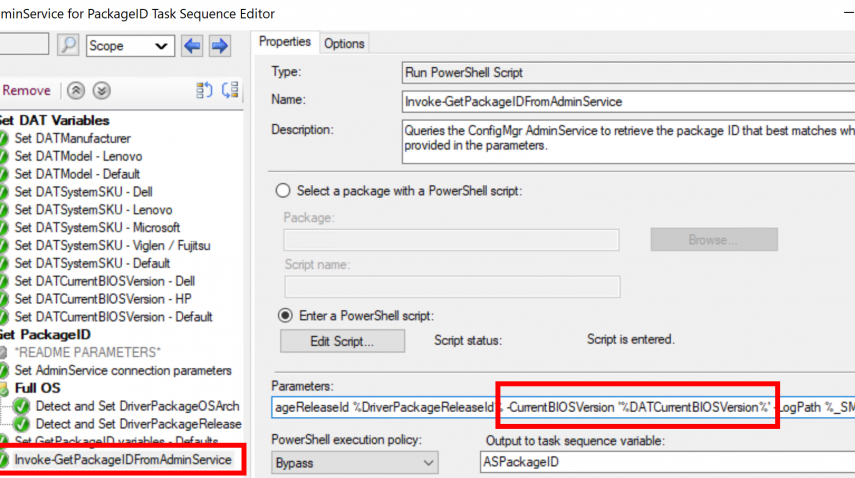 minService for PackageID Task Sequence Editor
Scope
Remove
Set DAT Variables
Set DATManufacturer
Set DATModel - Lenovo
Set DATModel - Default
Set DATSystemSKU - Dell
Set DATSystemSKU - Lenovo
Set DATSystemSKU - Microsoft
Set DATSystemSKU - Viglen / Fujitsu
Set DATSystemSKU - Default
Set DATCurrentBIOSVersion - Dell
Set DATCurrentBIOSVersion - HP
Set DATCurrentBIOSVersion - Default
Get PackageID
*README PARAMETERS*
Set AdminService connection parameters
Full OS
Detect and Set DriverPackageOSArch
Detect and Set DriverPackageRelease
Set GetPackageID variables - Defaults
Invoke-GetPackageIDFromAdminService
Properties
Options
Type:
Run PowerShell Script
Name:
Invoke-GetPackageIDFromAdminService
Description:
Queries the ConfigMgr AdminService to retrieve the package ID that best matches wh
provided in the parameters.
Select a package with a PowerShell script:
Package:
Browse...
Script name:
Enter a PowerShell script:
Edit Script...
Script status:
Script is entered.
Parameters:
ageReleaseId %DriverPackageReleaseId% -CurrentBIOSVersion '%DATCurrentBIOSVersion%' -LogPath %_SM
PowerShell execution policy:
Output to task sequence variable:
Bypass
ASPackageID